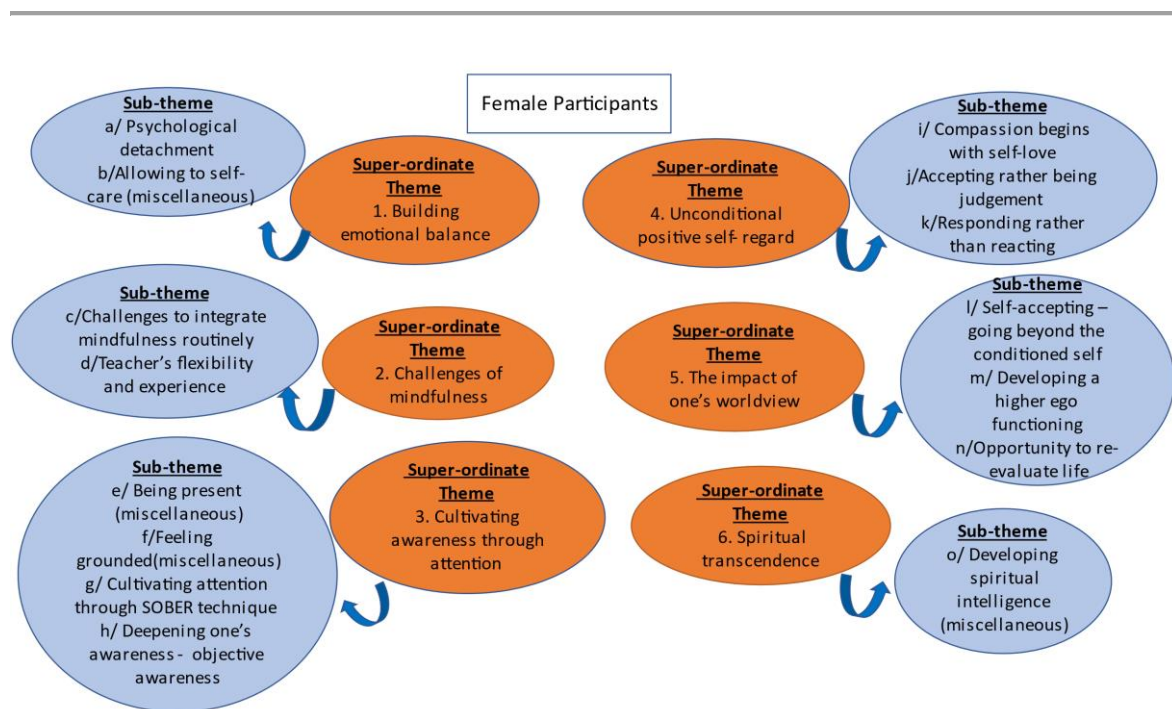 Female Participants
Sub-theme
a/ Psychological
detachment
b/Allowing to self-
care (miscellaneous)
Super-ordinate
Theme
1. Building
emotional balance
Sub-theme
c/Challenges to integrate
mindfulness routinely
d/Teacher's flexibility
and experience
Super-ordinate
Theme
2. Challenges of
mindfulness
Sub-theme
e/ Being present
(miscellaneous)
f/Feeling
grounded(miscellaneous)
g/ Cultivating attention
through SOBER technique
h/ Deepening one's
awareness - objective
awareness
Super-ordinate
Theme
3. Cultivating
awareness through
attention
Super-ordinate
Theme
4. Unconditional
positive self- regard
Sub-theme
i/ Compassion begins
with self-love
j/Accepting rather being
judgement
k/Responding rather
than reacting
Super-ordinate
Theme
5. The impact of
one's worldview
Sub-theme
l/ Self-accepting –
going beyond the
conditioned self
m/ Developing a
higher ego
functioning
n/Opportunity to re-
evaluate life
Super-ordinate
Theme
6. Spiritual
transcendence
Sub-theme
o/ Developing
spiritual
intelligence
(miscellaneous)